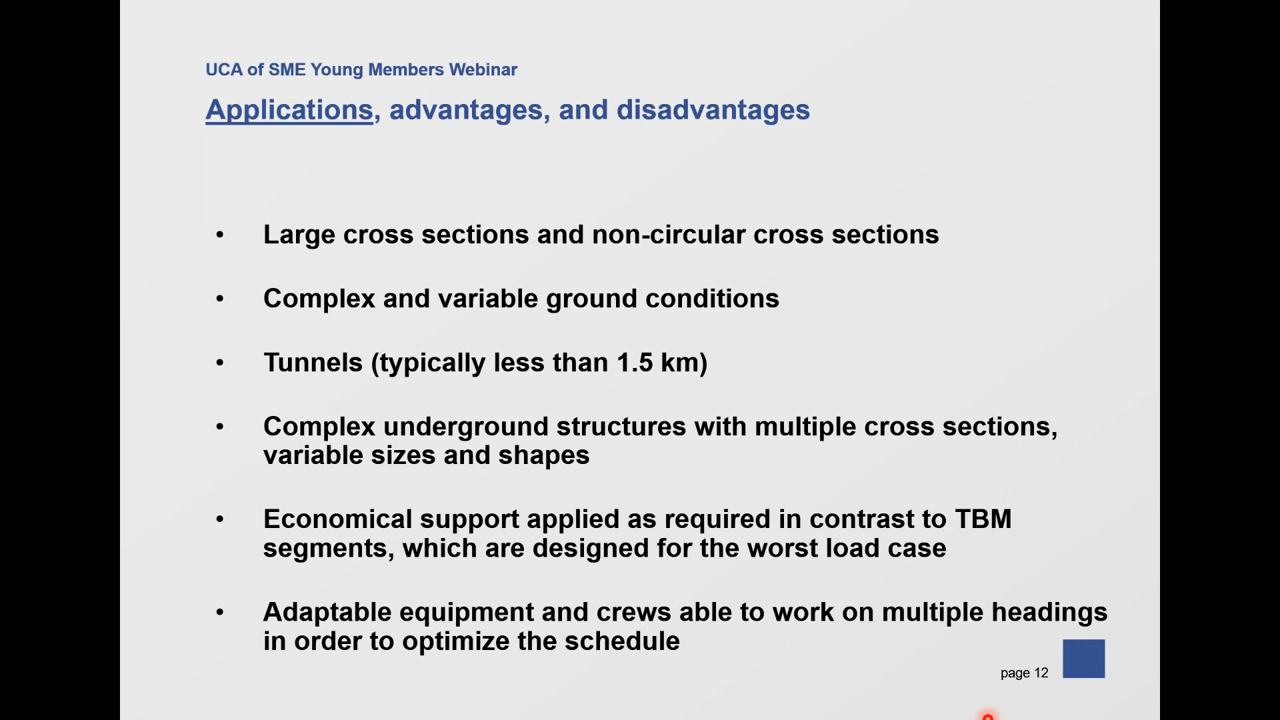 UCA of SME Young Members Webinar
Applications, advantages, and disadvantages
• Large cross sections and non-circular cross sections
• Complex and variable ground conditions
• Tunnels (typically less than 1.5 km)
• Complex underground structures with multiple cross sections,
variable sizes and shapes
• Economical support applied as required in contrast to TBM
segments, which are designed for the worst load case
• Adaptable equipment and crews able to work on multiple headings
in order to optimize the schedule
page 12